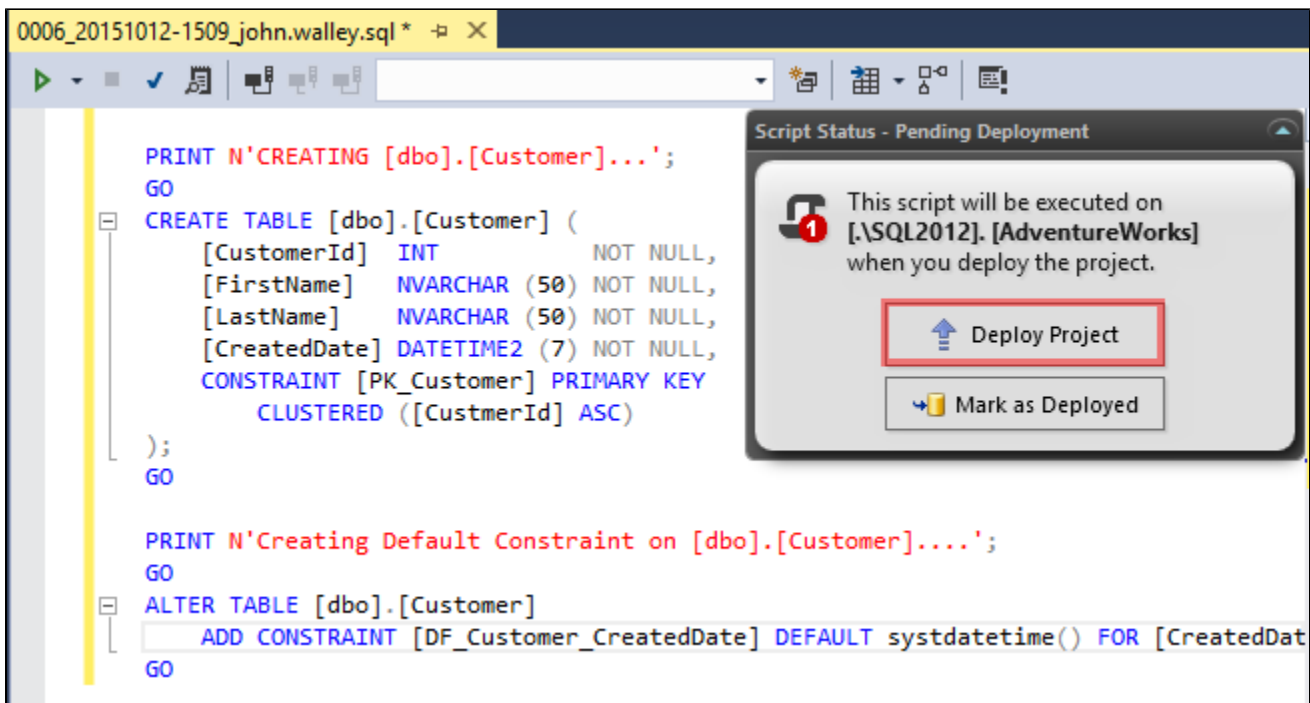 0006_20151012-1509_john.walley.sql*
PRINT N'CREATING [dbo].[Customer]...';
GO
CREATE TABLE [dbo].[Customer] (
[CustomerId] INT NOT NULL,
[FirstName] NVARCHAR (50) NOT NULL,
[LastName] NVARCHAR (50) NOT NULL,
[CreatedDate] DATETIME2 (7) NOT NULL,
CONSTRAINT [PK_Customer] PRIMARY KEY
CLUSTERED ([CustmerId] ASC)
);
GO
PRINT N'Creating Default Constraint on [dbo].[Customer]....';
GO
ALTER TABLE [dbo].[Customer]
ADD CONSTRAINT [DF_Customer_CreatedDate] DEFAULT systdatetime() FOR [CreatedDat
GO
Script Status - Pending Deployment
1
This script will be executed on
[.\SQL2012]. [AdventureWorks]
when you deploy the project.
Deploy Project
Mark as Deployed